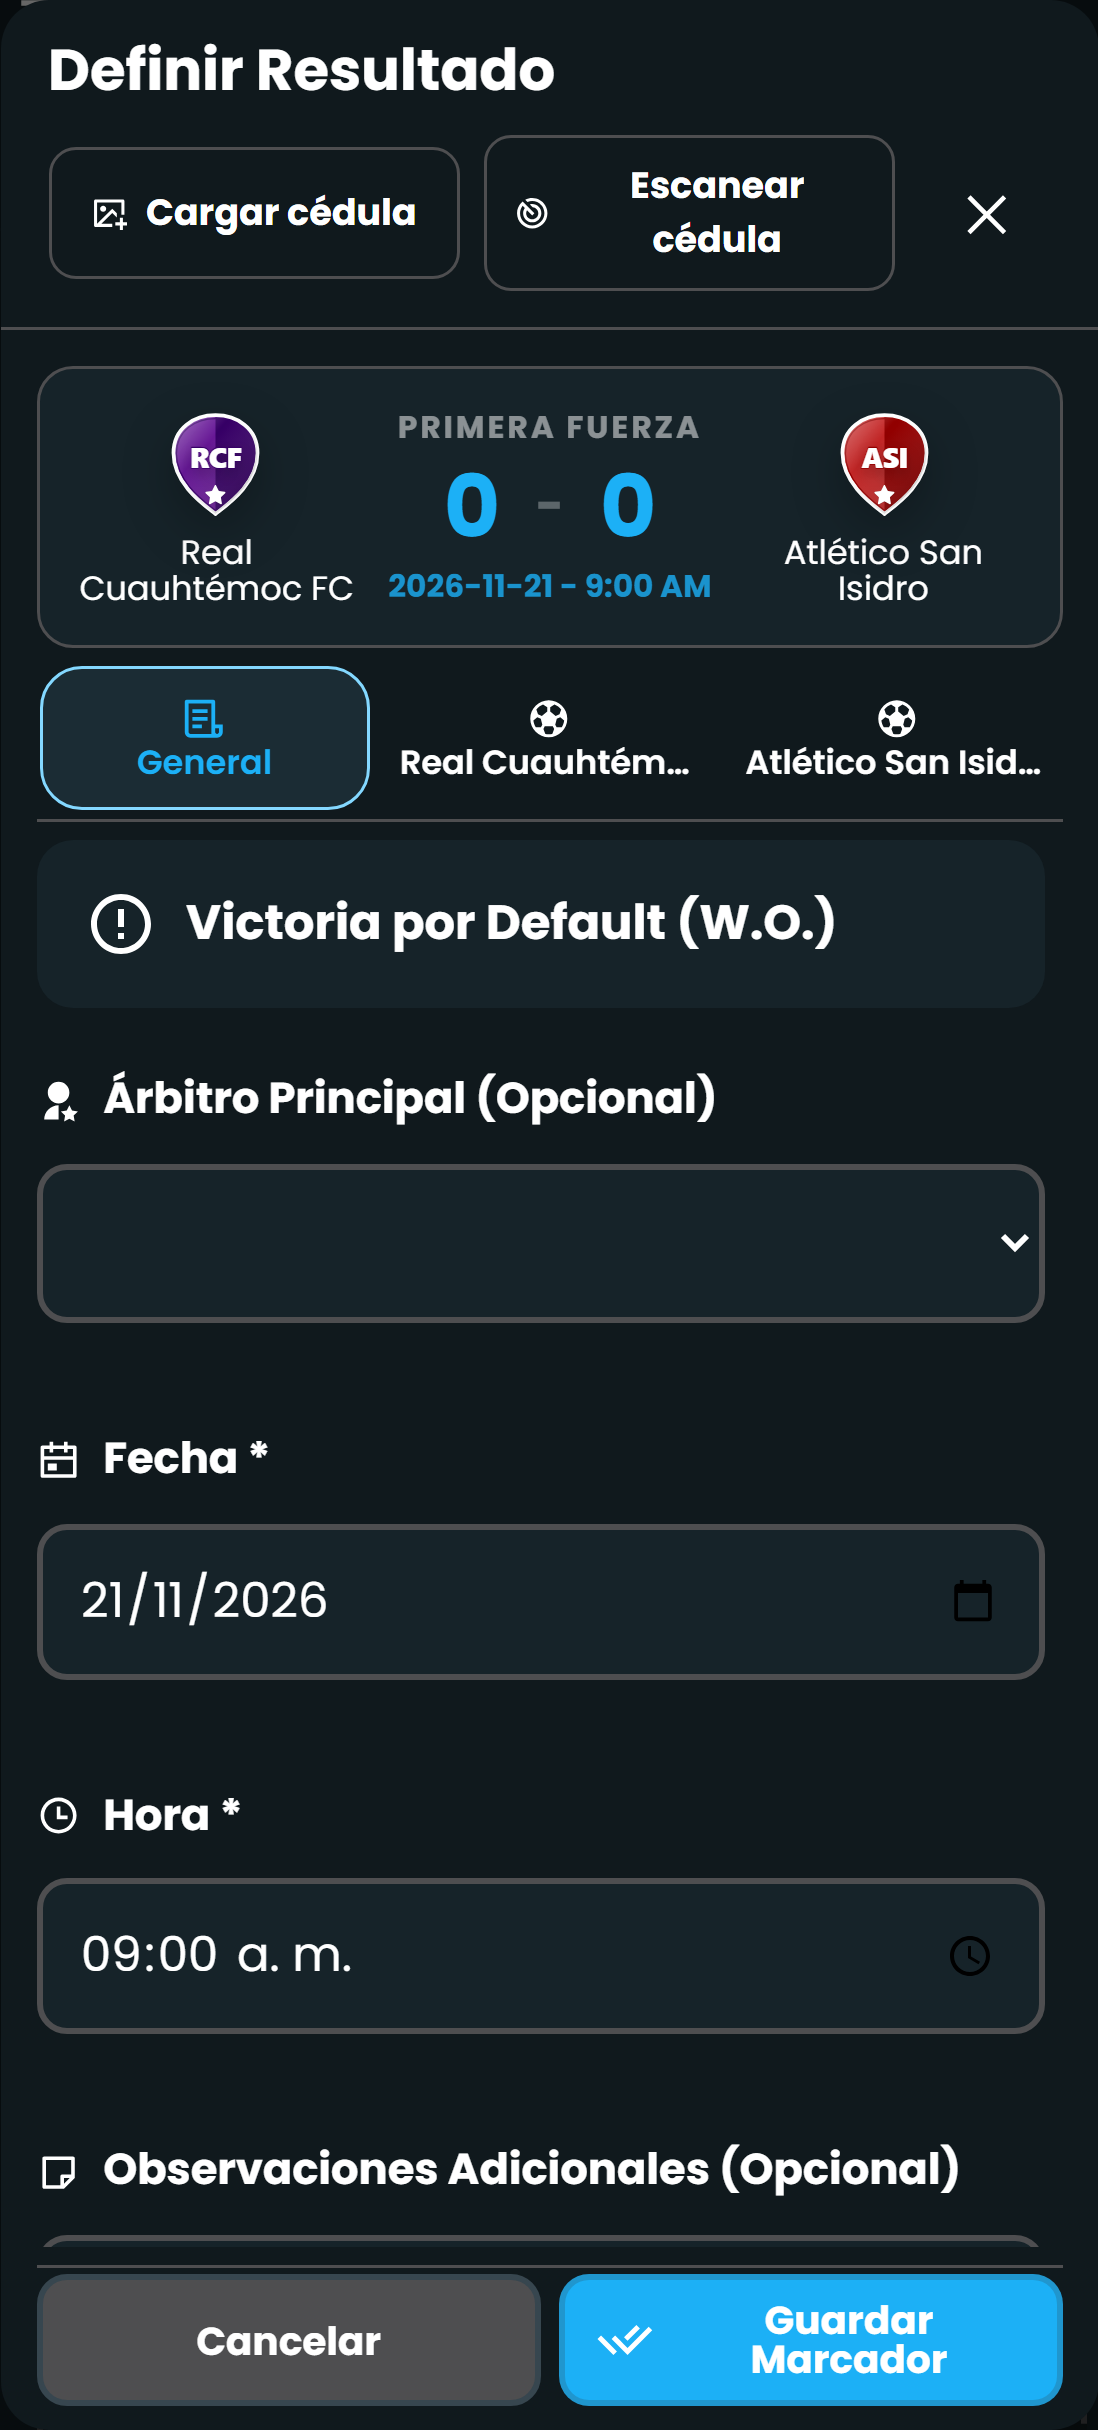 Definir Resultado
Cargar cédula
Escanear
cédula
RCF
Real
Cuauhtémoc FC
PRIMERA FUERZA
0 - 0
2026-11-21 - 9:00 AM
ASI
Atlético San
Isidro
General
Real Cuauhtém...
Atlético San Isid...
Victoria por Default (W.O.)
Árbitro Principal (Opcional)
Fecha *
21/11/2026
Hora *
09:00 a. m.
Observaciones Adicionales (Opcional)
Cancelar
Guardar
Marcador